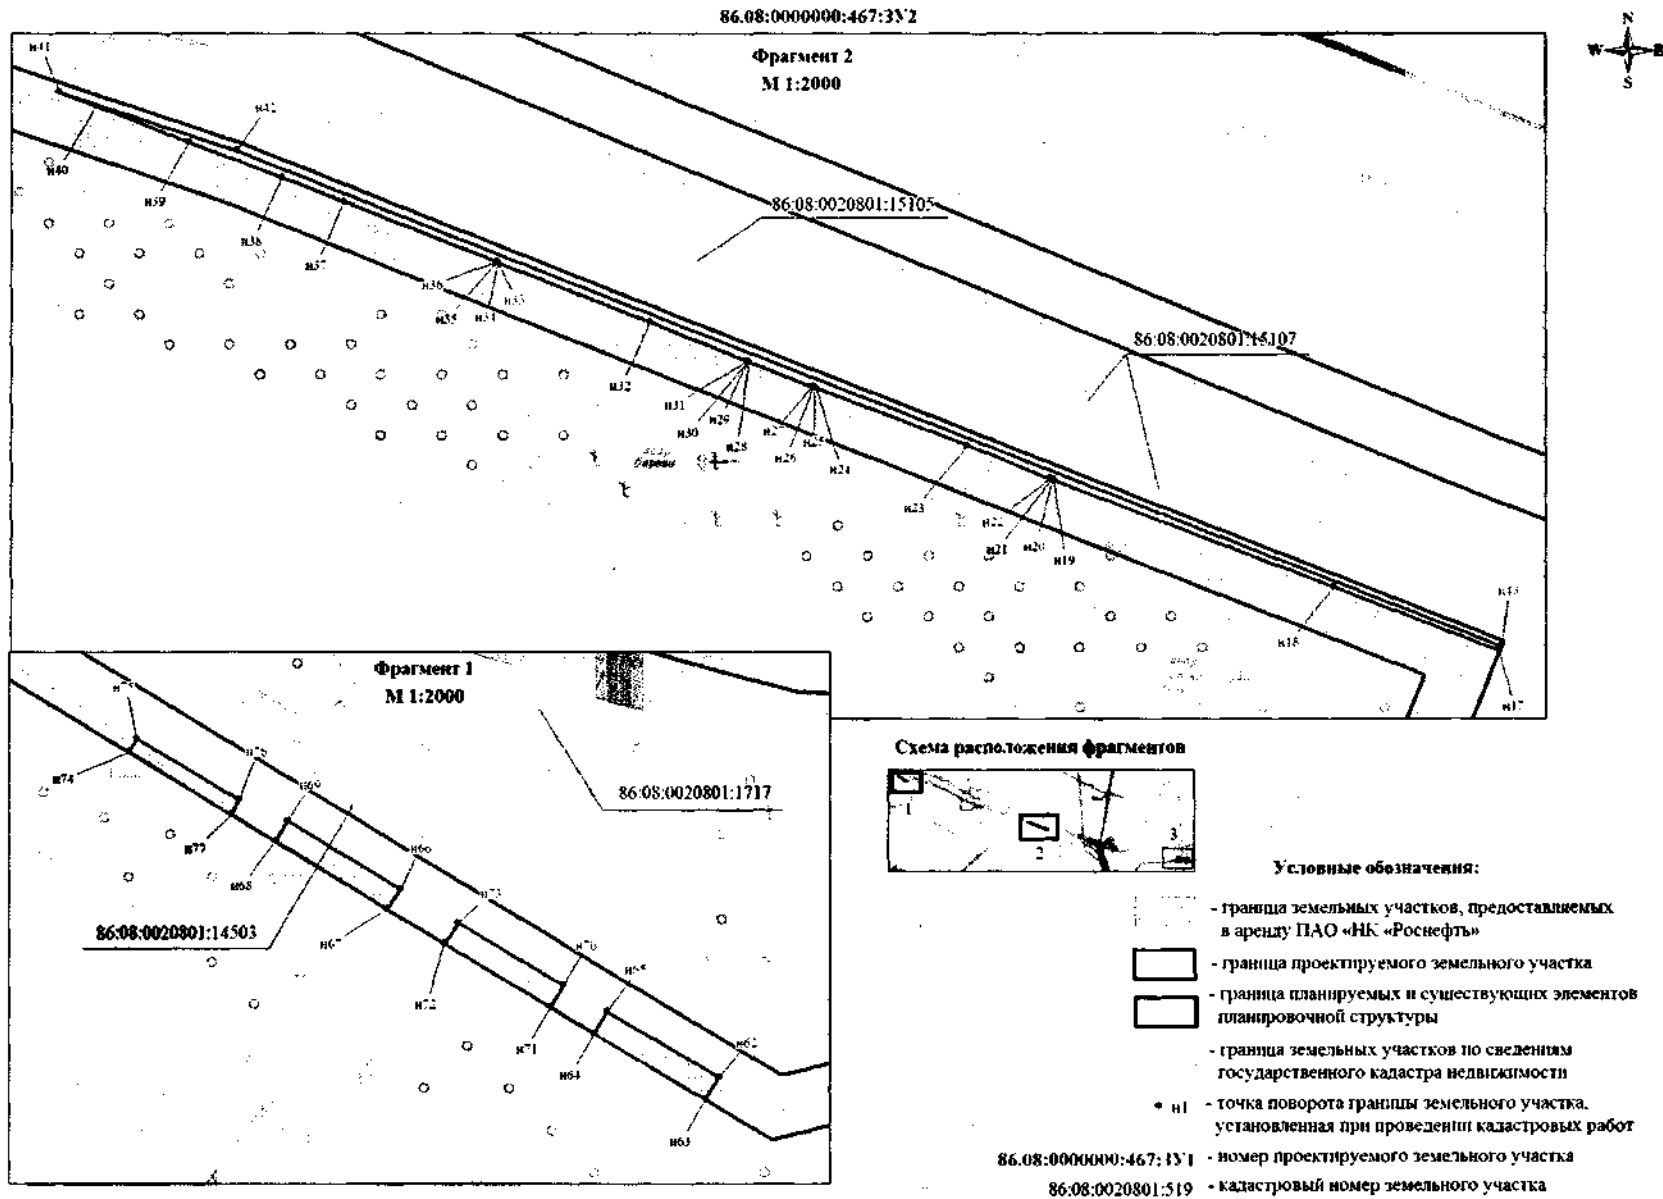 86.08:0000000:467:ЗУ2
N
W E
S
Фрагмент 2
М 1:2000
н41
н42
н40
н39
н38
н37
86:08:0020801:15105
н36
н35
н34
н33
86:08:0020801:15107
н32
н31
н30
н29
н28
н26
н25
н24
н23
н22
н21
н20
н19
н18
н43
н17
Фрагмент 1
М 1:2000
н75
н74
н76
н77
н69
н68
86:08:0020801:1717
н66
н67
86:08:0020801:14503
н73
н72
н70
н71
н65
н64
н62
н63
Схема расположения фрагментов
1
2
3
Условные обозначения:
- граница земельных участков, предоставляемых
в аренду ПАО «НК «Роснефть»
- граница проектируемого земельного участка
- граница планируемых и существующих элементов
планировочной структуры
- граница земельных участков по сведениям
государственного кадастра недвижимости
• н1 - точка поворота границы земельного участка,
установленная при проведении кадастровых работ
86.08:0000000:467:ЗУ1 - номер проектируемого земельного участка
86:08:0020801:519 - кадастровый номер земельного участка